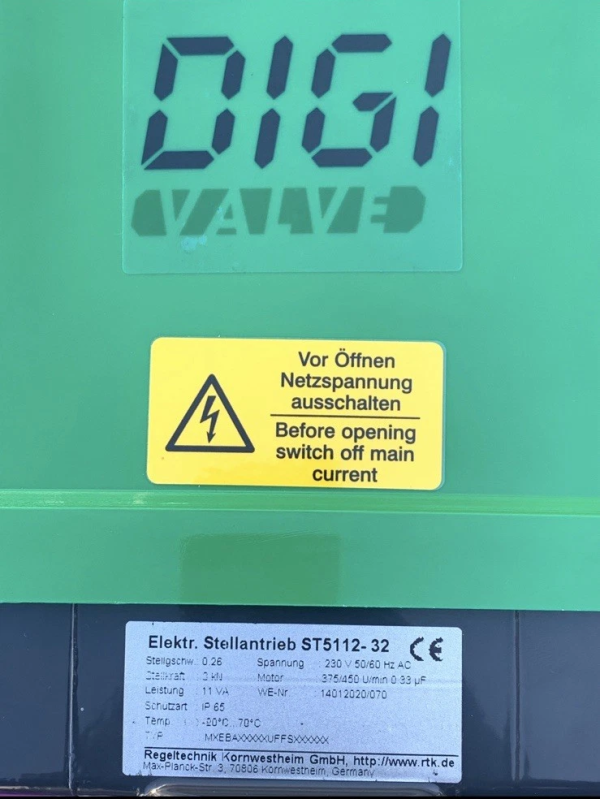 DIGI
VALVE
Vor Öffnen
Netzspannung
ausschalten
Before opening
switch off main
current
Elektr. Stellantrieb ST5112-32 CE
Stellgschw. 0.26 Spannung : 230 V 50/60 Hz AC
Stellkraft : 3 kN Motor : 375/450 U/min 0.33 µF
Leistung : 11 VA WE-Nr. : 14012020/070
Schutzart : IP 65
Temp. : -20°C...70°C
Typ : MXEBAXXXXXUFFSXXXXXX
Regeltechnik Kornwestheim GmbH, http://www.rtk.de
Max-Planck-Str. 3, 70806 Kornwestheim, Germany